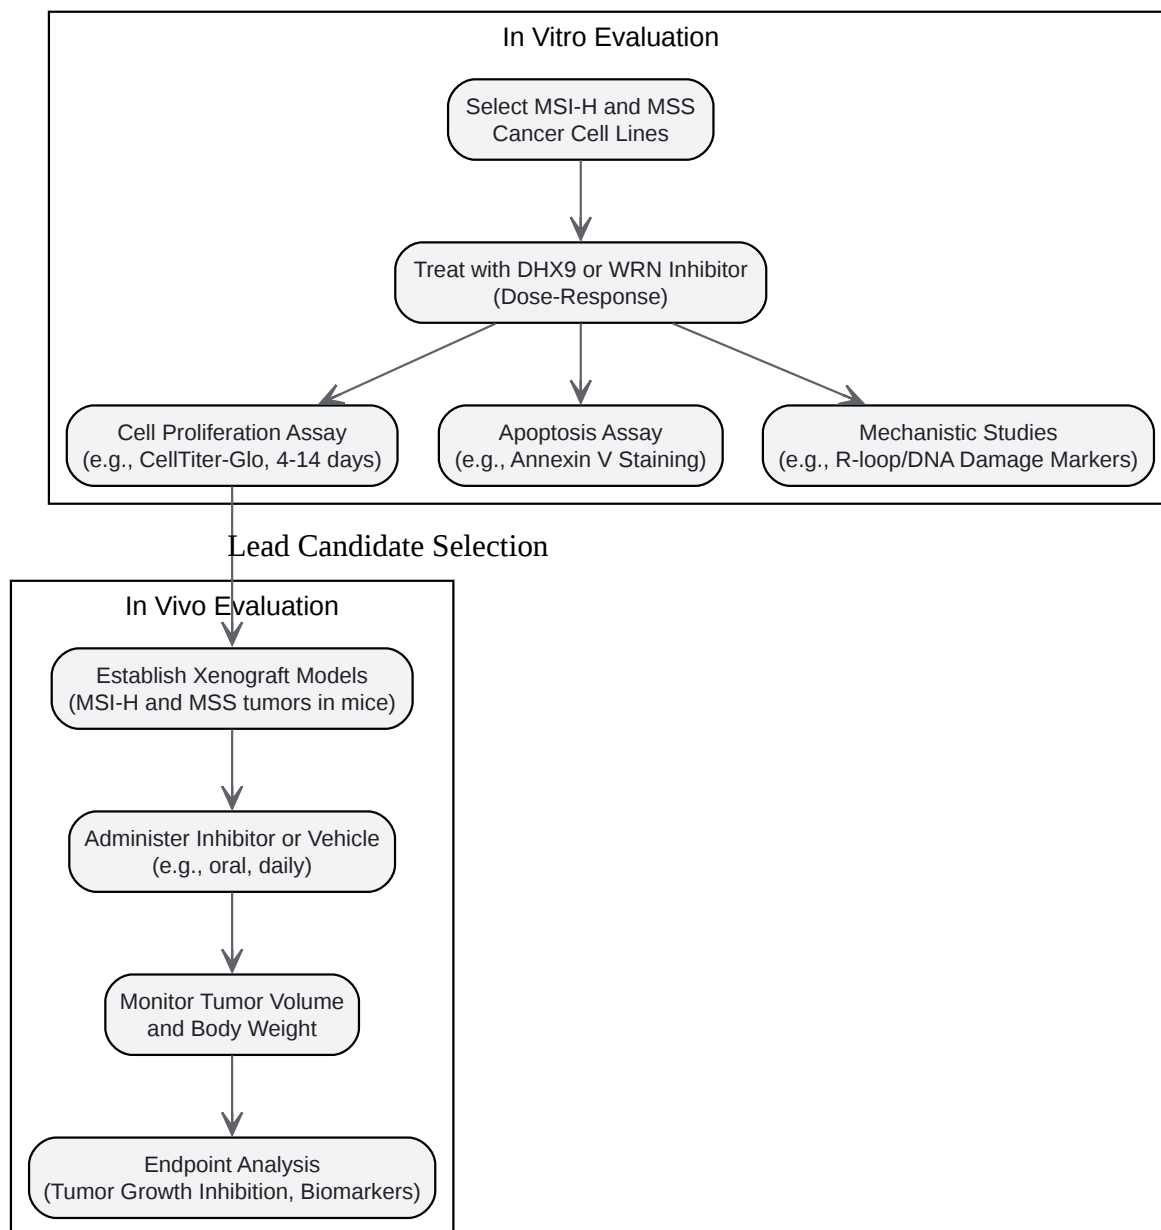 In Vitro Evaluation
Select MSI-H and MSS
Cancer Cell Lines
Treat with DHX9 or WRN Inhibitor
(Dose-Response)
Cell Proliferation Assay
(e.g., CellTiter-Glo, 4-14 days)
Apoptosis Assay
(e.g., Annexin V Staining)
Mechanistic Studies
(e.g., R-loop/DNA Damage Markers)
Lead Candidate Selection
In Vivo Evaluation
Establish Xenograft Models
(MSI-H and MSS tumors in mice)
Administer Inhibitor or Vehicle
(e.g., oral, daily)
Monitor Tumor Volume
and Body Weight
Endpoint Analysis
(Tumor Growth Inhibition, Biomarkers)